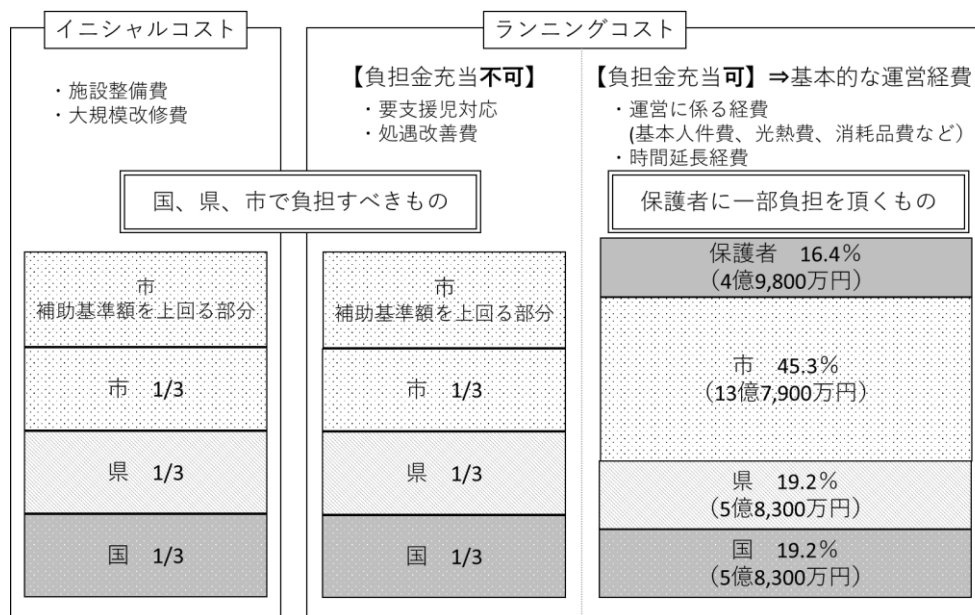 イニシャルコスト
・施設整備費
・大規模改修費
ランニングコスト
【負担金充当不可】
・要支援児対応
・処遇改善費
【負担金充当可】⇒基本的な運営経費
・運営に係る経費
(基本人件費、光熱費、消耗品費など)
・時間延長経費
国、県、市で負担すべきもの
保護者に一部負担を頂くもの
市
補助基準額を上回る部分
市 1/3
県 1/3
国 1/3
市
補助基準額を上回る部分
市 1/3
県 1/3
国 1/3
保護者 16.4%
(4億9,800万円)
市 45.3%
(13億7,900万円)
県 19.2%
(5億8,300万円)
国 19.2%
(5億8,300万円)